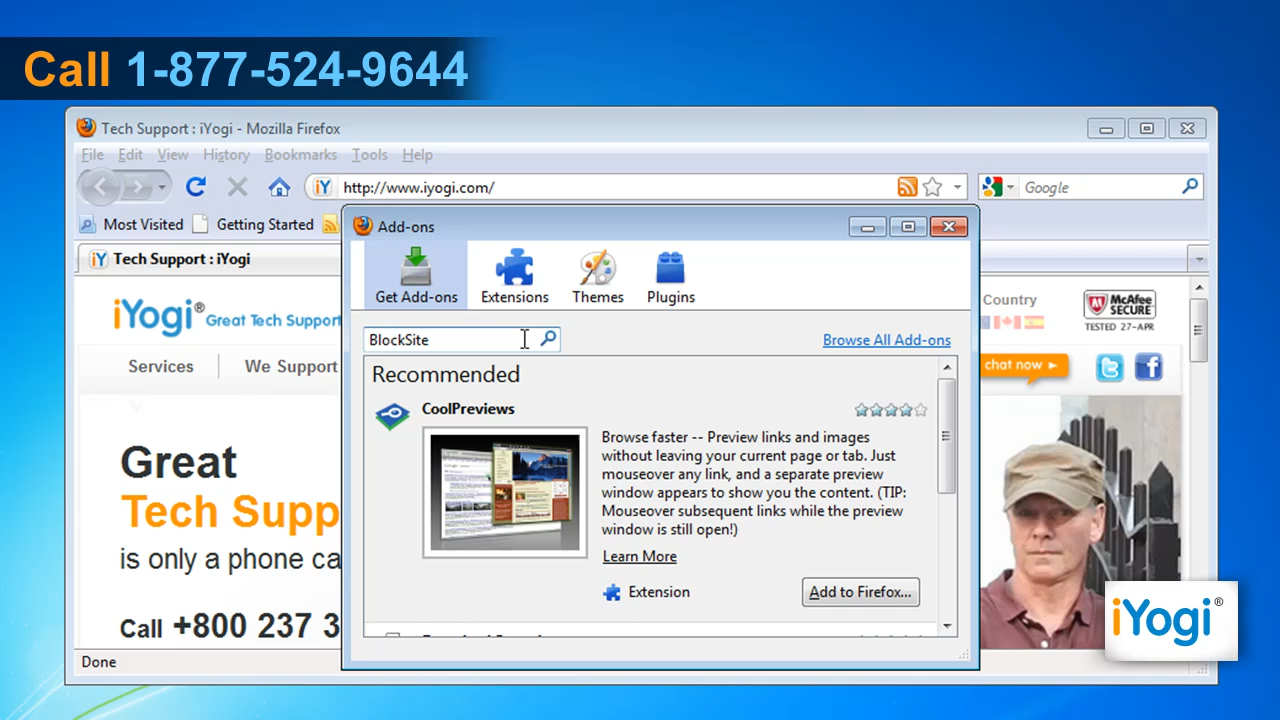 Call 1-877-524-9644
Tech Support : iYogi - Mozilla Firefox
File Edit View History Bookmarks Tools Help
iY http://www.iyogi.com/ Google
Most Visited Getting Started
Add-ons
iY Tech Support : iYogi
Get Add-ons Extensions Themes Plugins
iYogi® Great Tech Support
Country
McAfee SECURE
TESTED 27-APR
BlockSite Browse All Add-ons
Services We Support
chat now
Recommended
CoolPreviews
Browse faster -- Preview links and images
without leaving your current page or tab. Just
mouseover any link, and a separate preview
window appears to show you the content. (TIP:
Mouseover subsequent links while the preview
window is still open!)
Learn More
Extension Add to Firefox...
Great
Tech Supp
is only a phone ca
Call +800 237 3
iYogi®
Done